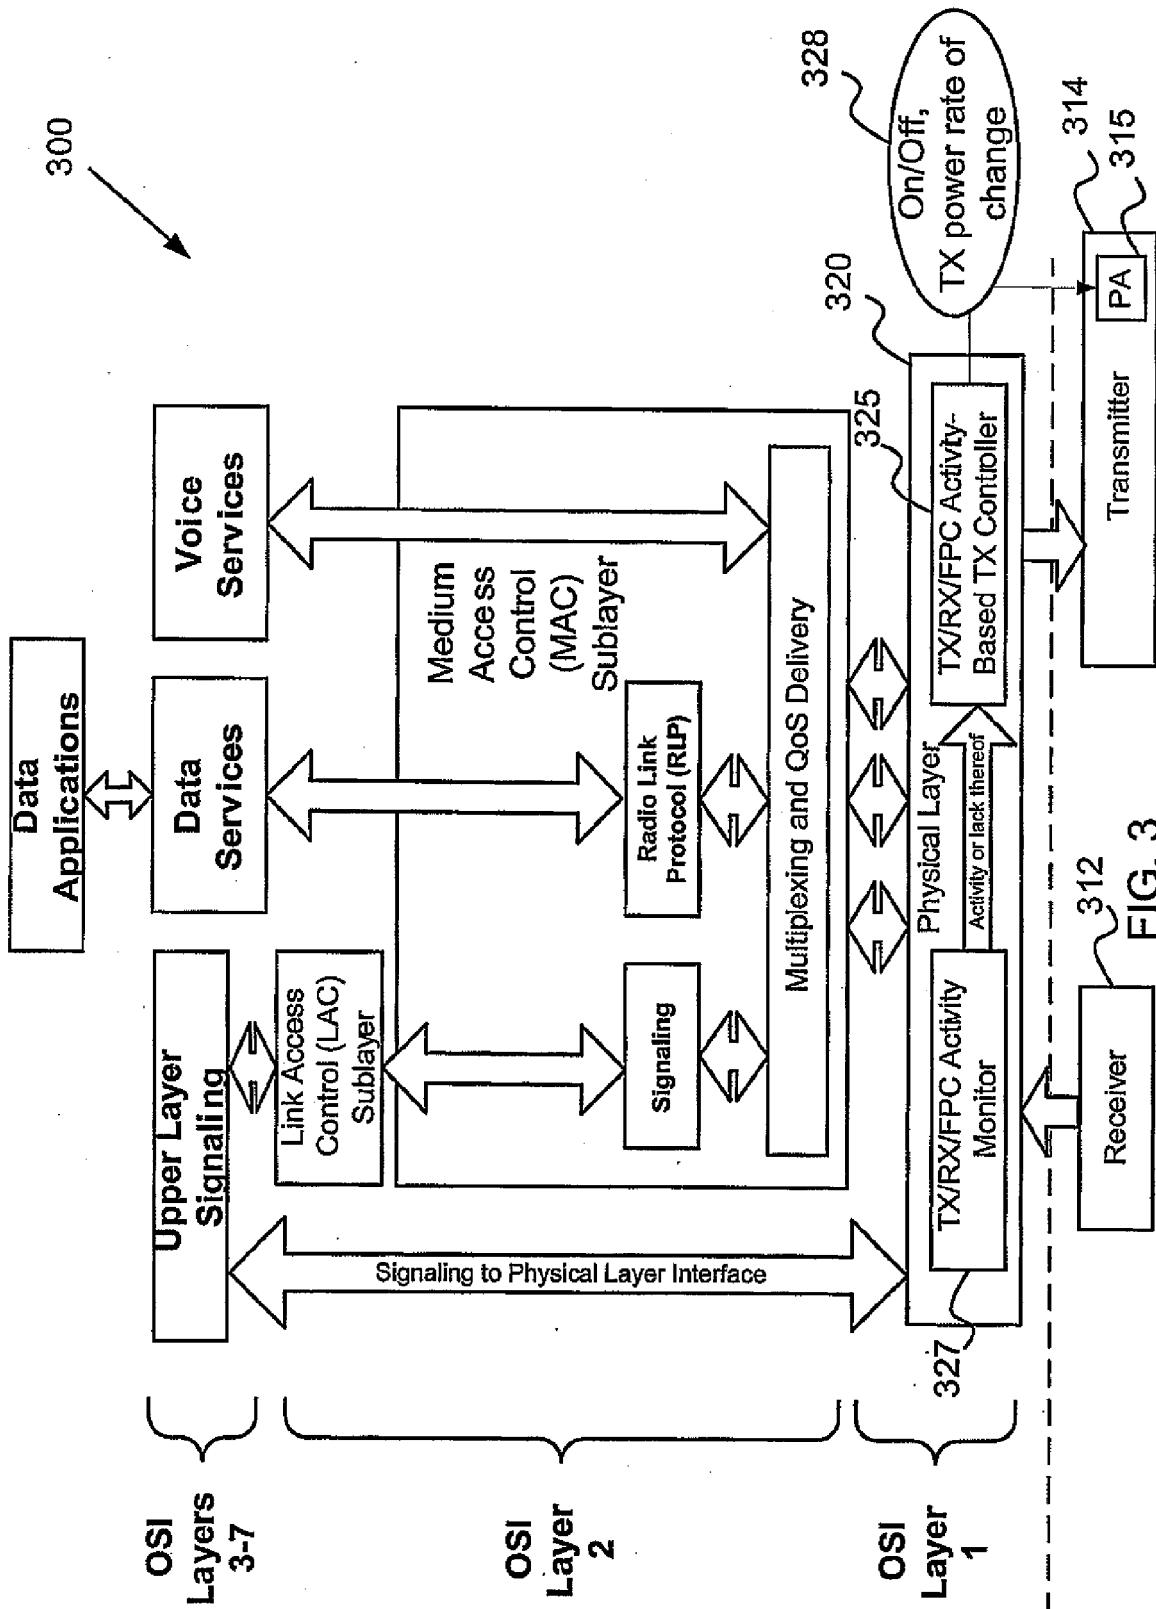 300
Data
Applications
Upper Layer
Signaling
Data
Services
Voice
Services
OSI
Layers
3-7
Link Access
Control (LAC)
Sublayer
Medium
Access
Control
(MAC)
Sublayer
Signaling to Physical Layer Interface
OSI
Layer
2
Signaling
Radio Link
Protocol (RLP)
Multiplexing and QoS Delivery
OSI
Layer
1
Physical Layer
320
325
327
TX/RX/FPC Activity
Monitor
Activity or lack thereof
TX/RX/FPC Activity-
Based TX Controller
328
On/Off,
TX power rate of
change
Receiver
312
Transmitter
PA
314
315
FIG. 3